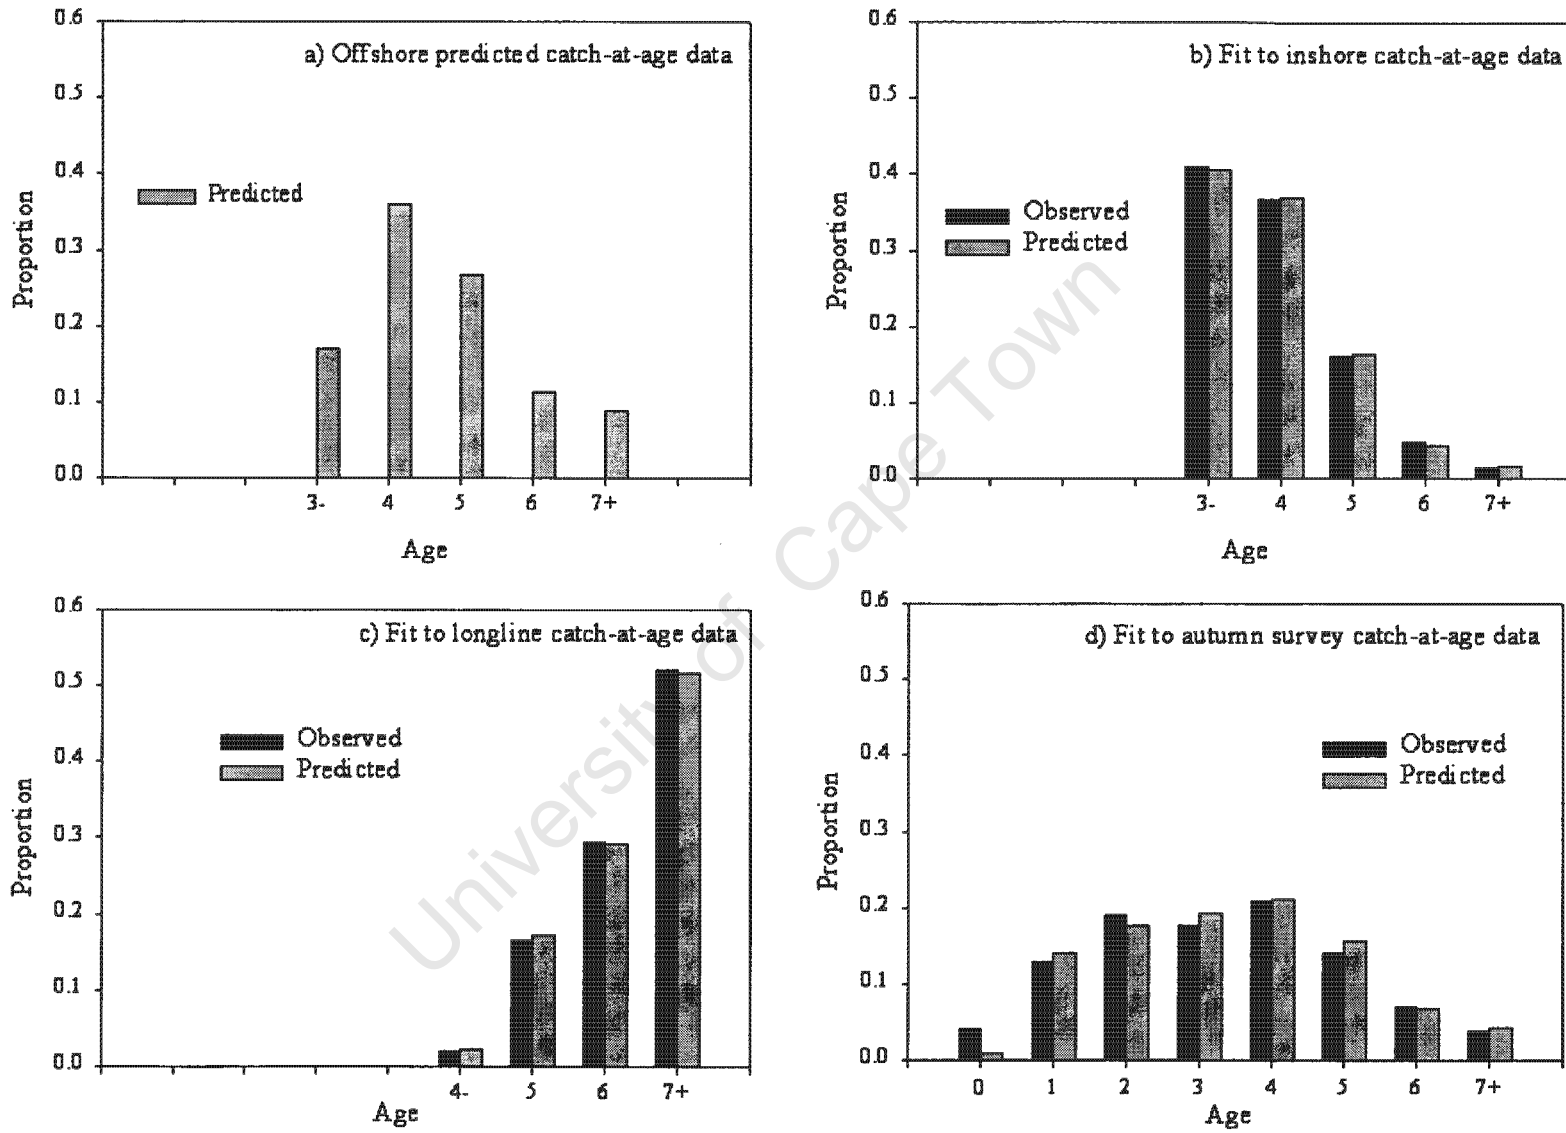 a) Offshore predicted catch-at-age data
0.6
0.5
0.4
0.3
0.2
0.1
0.0
Proportion
Predicted
3- 4 5 6 7+
Age
b) Fit to inshore catch-at-age data
0.6
0.5
0.4
0.3
0.2
0.1
0.0
Proportion
Observed
Predicted
3- 4 5 6 7+
Age
c) Fit to longline catch-at-age data
0.6
0.5
0.4
0.3
0.2
0.1
0.0
Proportion
Observed
Predicted
4- 5 6 7+
Age
d) Fit to autumn survey catch-at-age data
0.6
0.5
0.4
0.3
0.2
0.1
0.0
Proportion
Observed
Predicted
0 1 2 3 4 5 6 7+
Age
University of Cape Town